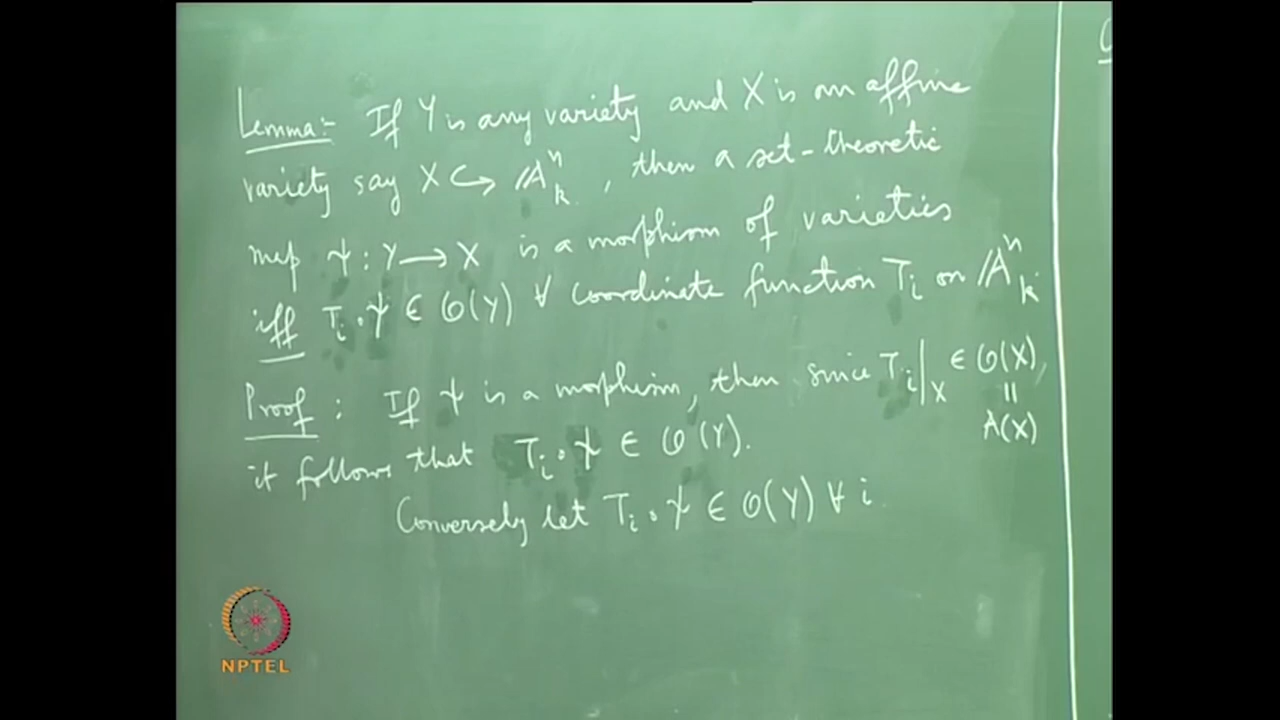 Lemma:- If Y is any variety and X is an affine
variety say X ↪ 𝔸ⁿₖ, then a set-theoretic
map ψ : Y → X is a morphism of varieties
iff Tᵢ∘ψ ∈ 𝒪(Y) ∀ coordinate function Tᵢ on 𝔸ⁿₖ
Proof : If ψ is a morphism, then since Tᵢ|_X ∈ 𝒪(X),
=
A(X)
it follows that Tᵢ∘ψ ∈ 𝒪(Y).
Conversely let Tᵢ∘ψ ∈ 𝒪(Y) ∀ i.
NPTEL